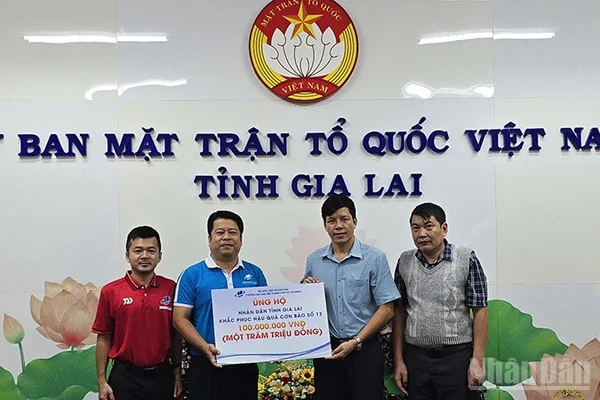 MẶT TRẬN TỔ QUỐC
VIỆT NAM
Y BAN MẶT TRẬN TỔ QUỐC VIỆT NA
TỈNH GIA LAI
ỦNG HỘ
NHÂN DÂN TỈNH GIA LAI
KHẮC PHỤC HẬU QUẢ CƠN BÃO SỐ 13
100.000.000 VNĐ
(MỘT TRĂM TRIỆU ĐỒNG)
NhânDân
NhânDân